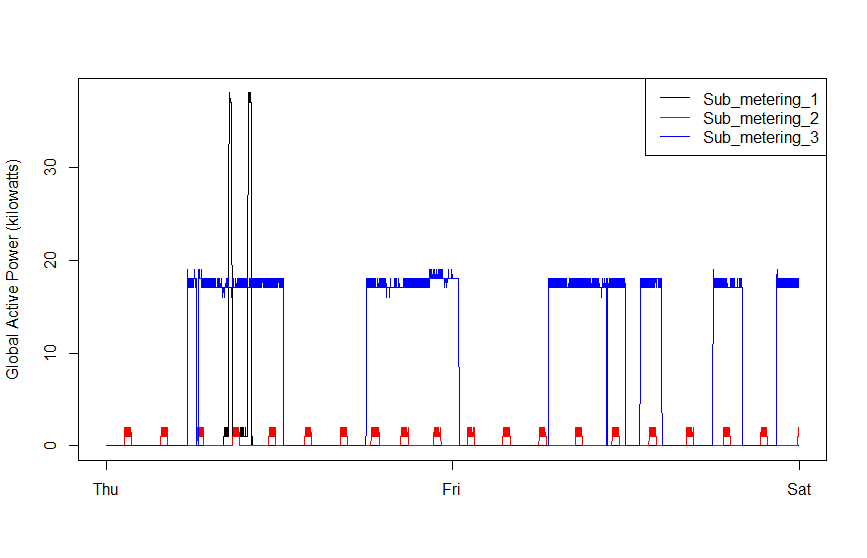 Sub_metering_1
Sub_metering_2
Sub_metering_3
Global Active Power (kilowatts)
30
20
10
0
Thu Fri Sat